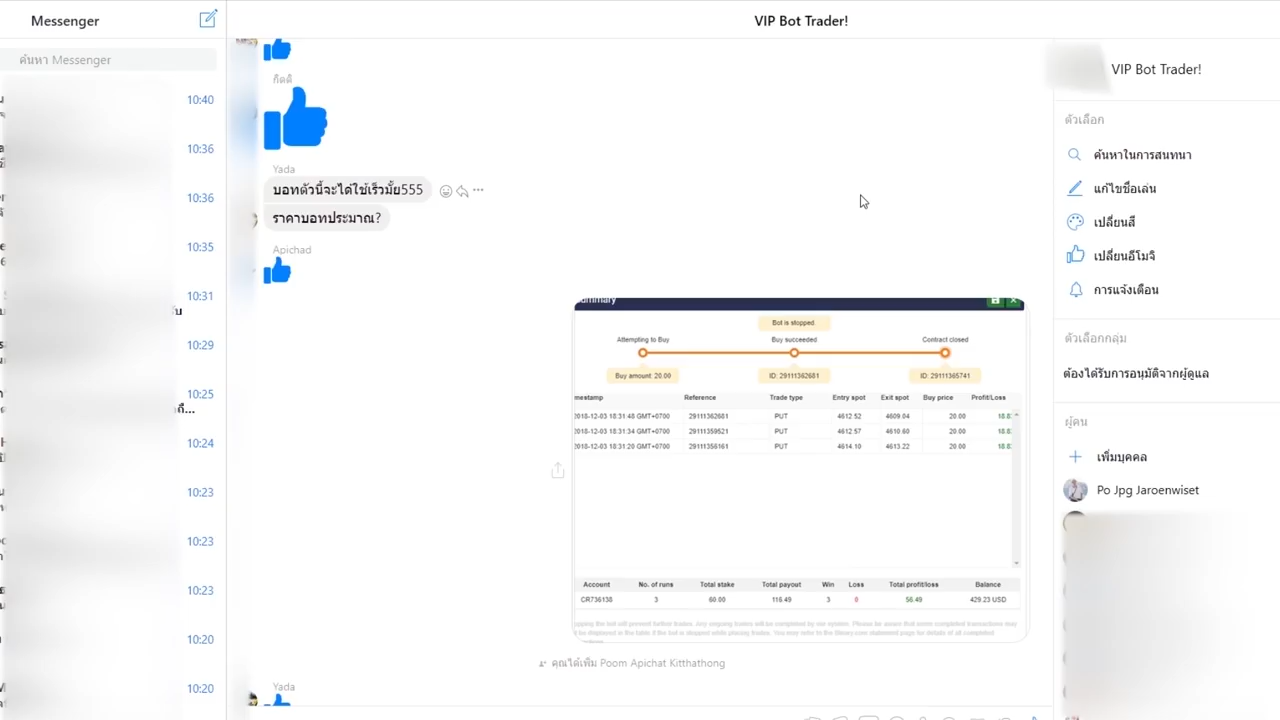 Messenger
VIP Bot Trader!
ค้นหา Messenger
10:40
10:36
10:36
10:35
10:31
10:29
10:25
10:24
10:23
10:23
10:23
10:20
10:20
กิตติ
Yada
บอทตัวนี้จะได้ใช้เร็วมั้ย555
ราคาบอทประมาณ?
Apichad
Bot is stopped
Attempting to Buy
Buy succeeded
Contract closed
Buy amount: 20.00
ID: 29111362681
ID: 29111365741
Reference
Trade type
Entry spot
Exit spot
Buy price
Profit/Loss
2018-12-03 18:31:48 GMT+0700 29111362681 PUT 4612.52 4609.04 20.00
2018-12-03 18:31:34 GMT+0700 29111359521 PUT 4612.57 4610.60 20.00
2018-12-03 18:31:20 GMT+0700 29111356161 PUT 4614.10 4613.22 20.00
Account No. of runs Total stake Total payout Win Loss Total profit/loss Balance
CR736138 3 60.00 116.49 3 0 56.49 429.23 USD
คุณได้เพิ่ม Poom Apichat Kitthathong
Yada
VIP Bot Trader!
ตัวเลือก
ค้นหาในการสนทนา
แก้ไขชื่อเล่น
เปลี่ยนสี
เปลี่ยนอีโมจิ
การแจ้งเตือน
ตัวเลือกกลุ่ม
ต้องได้รับการอนุมัติจากผู้ดูแล
ผู้คน
เพิ่มบุคคล
Po Jpg Jaroenwiset